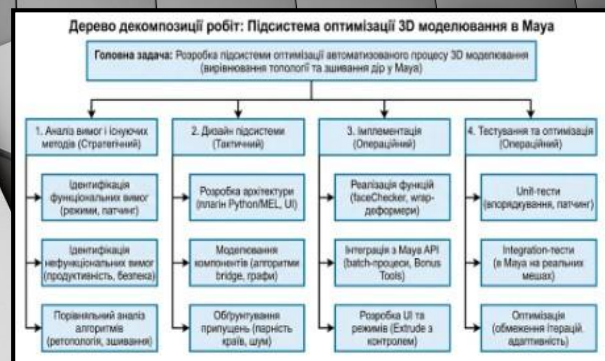 Дерево декомпозиції робіт: Підсистема оптимізації 3D моделювання в Maya
Головна задача: Розробка підсистеми оптимізації автоматизованого процесу 3D моделювання
(вирівнювання топології та зшивання дір у Maya)
1. Аналіз вимог і існуючих
методів (Стратегічний)
Ідентифікація
функціональних вимог
(режими, патчинг)
Ідентифікація
нефункціональних вимог
(продуктивність, безпека)
Порівняльний аналіз
алгоритмів
(ретопологія, зшивання)
2. Дизайн підсистеми
(Тактичний)
Розробка архітектури
(плагін Python/MEL, UI)
Моделювання
компонентів (алгоритми
bridge, графи)
Обґрунтування
припущень (парність
країв, шум)
3. Імплементація
(Операційний)
Реалізація функцій
(faceChecker, wrap-
деформери)
Інтеграція з Maya API
(batch-процеси, Bonus
Tools)
Розробка UI та
режимів (Extrude з
контролем)
4. Тестування та оптимізація
(Операційний)
Unit-тести
(впорядкування, патчинг)
Integration-тести
(в Maya на реальних
мешах)
Оптимізація
(обмеження ітерацій,
адаптивність)